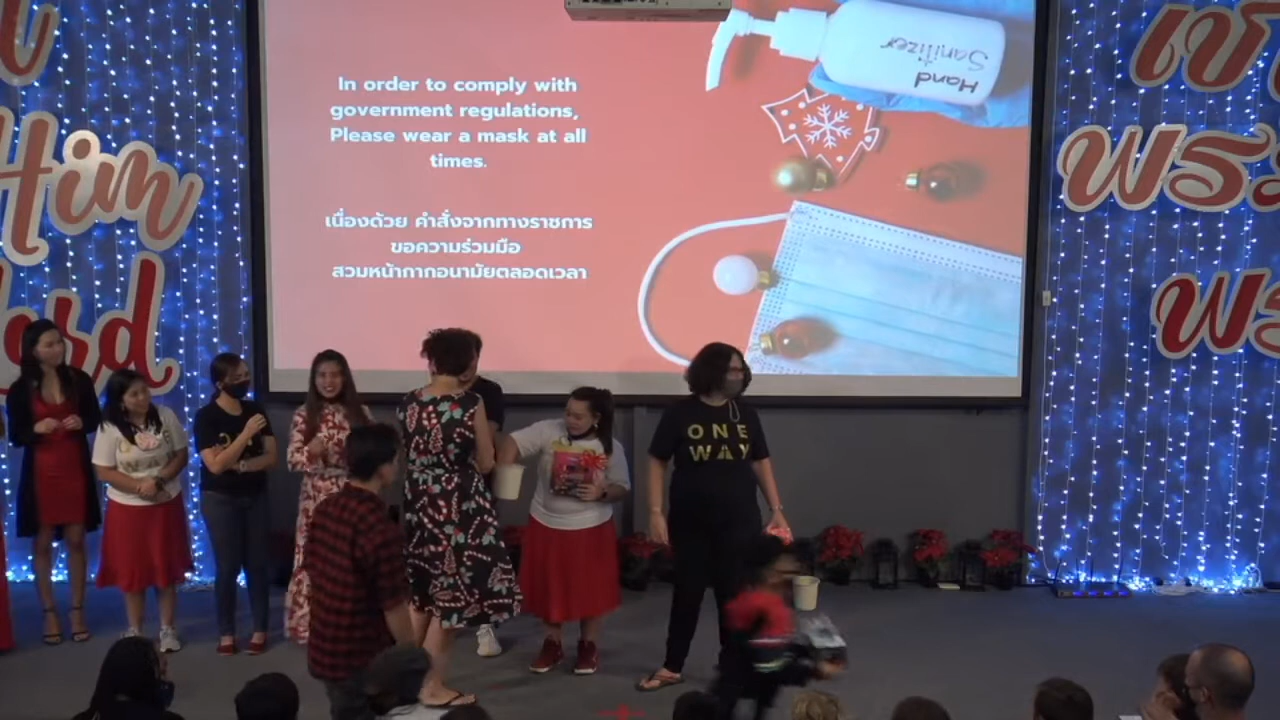 In order to comply with
government regulations,
Please wear a mask at all
times.
เนื่องด้วย คำสั่งจากทางราชการ
ขอความร่วมมือ
สวมหน้ากากอนามัยตลอดเวลา
Hand
Sanitizer
Him
Lord
ONE
WAY